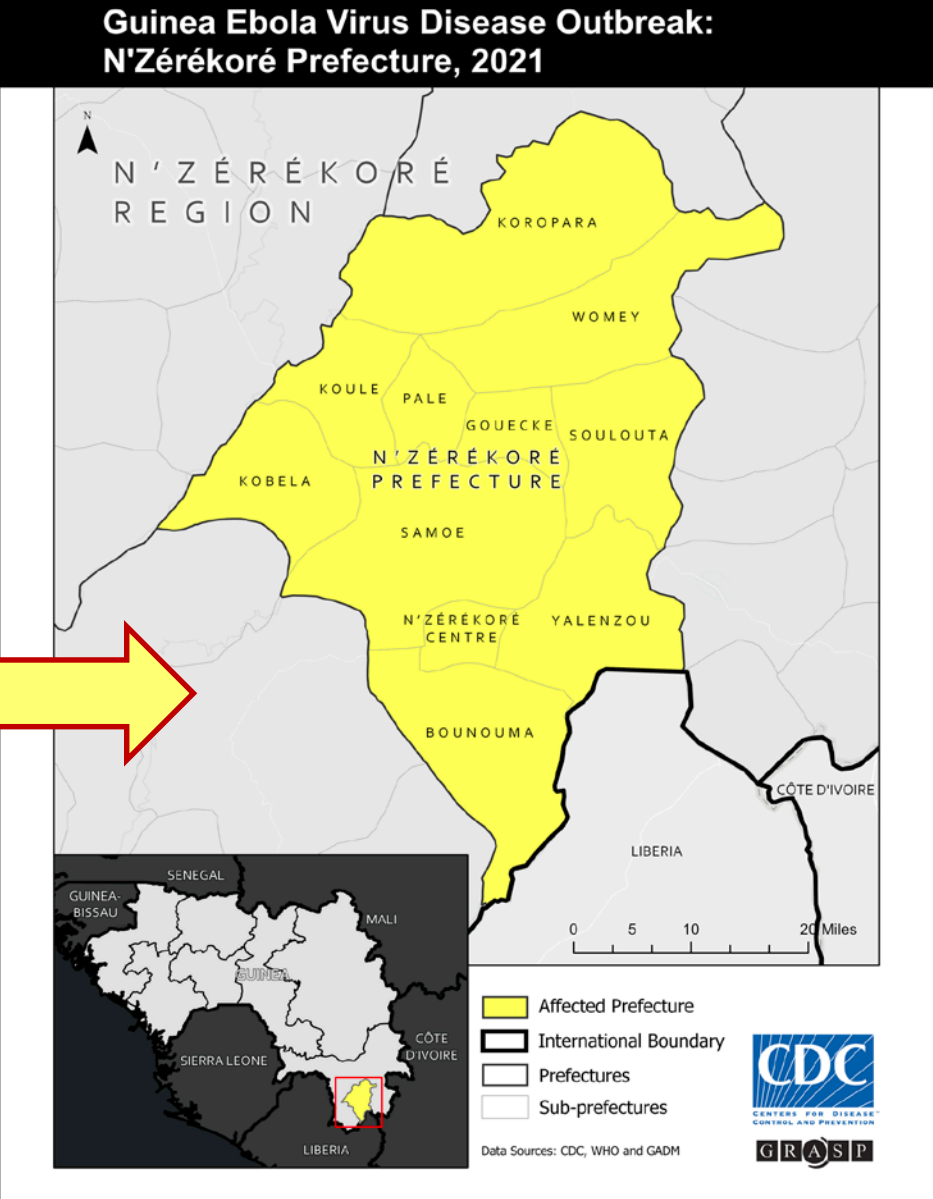 Guinea Ebola Virus Disease Outbreak:
N'Zérékoré Prefecture, 2021
N
N'ZÉRÉKORÉ
REGION
KOROPARA
WOMEY
KOULE
PALE
GOUECKE
SOULOUTA
N'ZÉRÉKORÉ
PREFECTURE
KOBELA
SAMOE
N'ZÉRÉKORÉ
CENTRE
YALENZOU
BOUNOUMA
CÔTE D'IVOIRE
LIBERIA
0 5 10 20 Miles
SENEGAL
GUINEA-
BISSAU
MALI
GUINEA
SIERRA LEONE
CÔTE
D'IVOIRE
LIBERIA
Affected Prefecture
International Boundary
Prefectures
Sub-prefectures
Data Sources: CDC, WHO and GADM
CDC
CENTERS FOR DISEASE™
CONTROL AND PREVENTION
GRASP